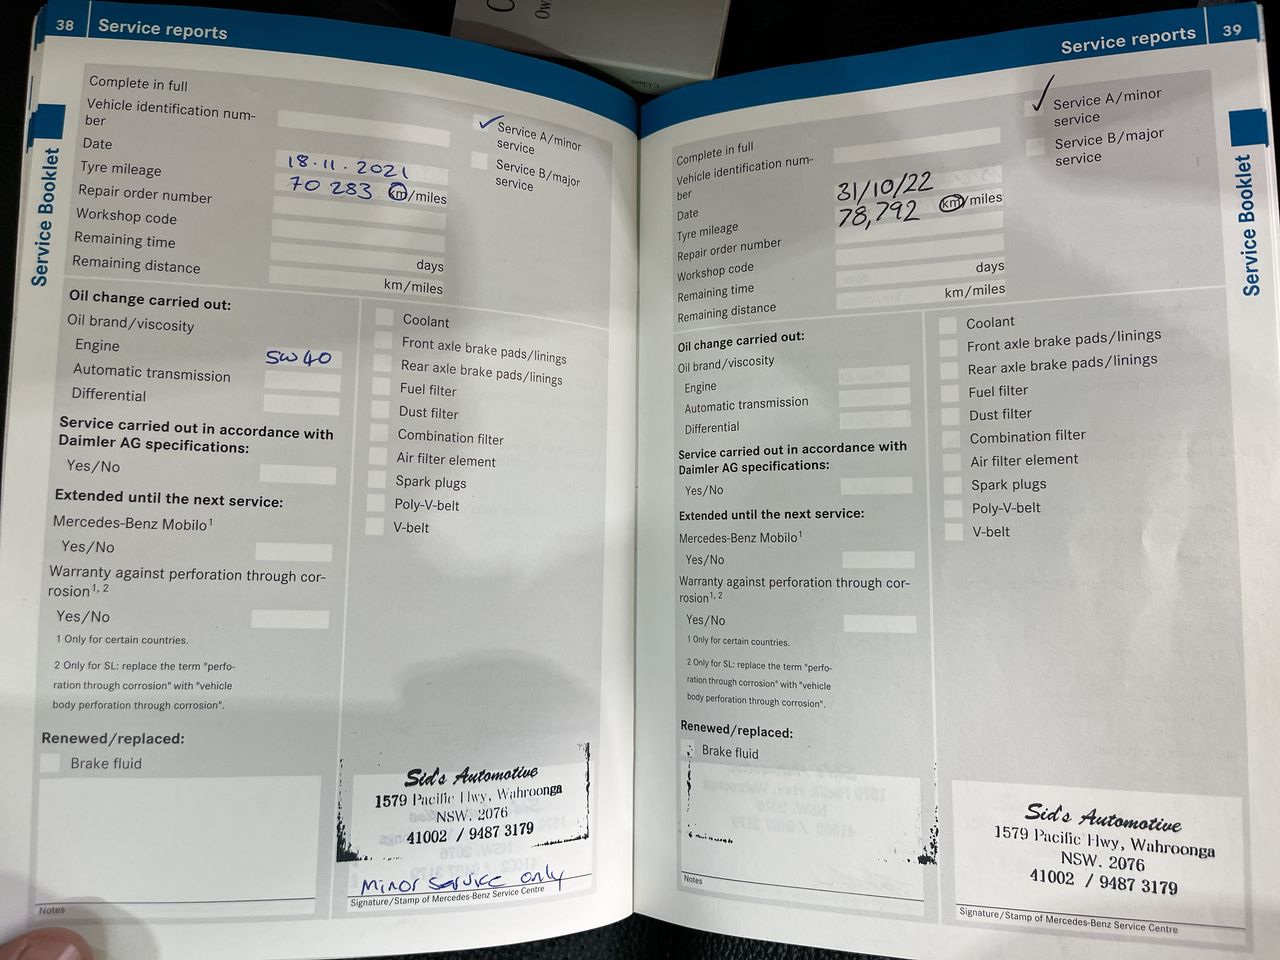 38 Service reports
Complete in full
Vehicle identification num-
ber
Date 18.11.2021
Tyre mileage 70 283 km/miles
Repair order number
Workshop code
Remaining time days
Remaining distance km/miles
✓ Service A/minor
service
Service B/major
service
Service Booklet
Oil change carried out:
Oil brand/viscosity
Engine 5W40
Automatic transmission
Differential
Service carried out in accordance with
Daimler AG specifications:
Yes/No
Extended until the next service:
Mercedes-Benz Mobilo1
Yes/No
Warranty against perforation through cor-
rosion1, 2
Yes/No
1 Only for certain countries.
2 Only for SL: replace the term "perfo-
ration through corrosion" with "vehicle
body perforation through corrosion".
Renewed/replaced:
Brake fluid
Notes
Coolant
Front axle brake pads/linings
Rear axle brake pads/linings
Fuel filter
Dust filter
Combination filter
Air filter element
Spark plugs
Poly-V-belt
V-belt
Sid's Automotive
1579 Pacific Hwy, Wahroonga
NSW. 2076
41002 / 9487 3179
Minor service only
Signature/Stamp of Mercedes-Benz Service Centre
Service reports 39
Complete in full
Vehicle identification num-
ber
Date 31/10/22
Tyre mileage 78,792 km/miles
Repair order number
Workshop code
Remaining time days
Remaining distance km/miles
✓ Service A/minor
service
Service B/major
service
Service Booklet
Oil change carried out:
Oil brand/viscosity
Engine
Automatic transmission
Differential
Service carried out in accordance with
Daimler AG specifications:
Yes/No
Extended until the next service:
Mercedes-Benz Mobilo1
Yes/No
Warranty against perforation through cor-
rosion1, 2
Yes/No
1 Only for certain countries.
2 Only for SL: replace the term "perfo-
ration through corrosion" with "vehicle
body perforation through corrosion".
Renewed/replaced:
Brake fluid
Notes
Coolant
Front axle brake pads/linings
Rear axle brake pads/linings
Fuel filter
Dust filter
Combination filter
Air filter element
Spark plugs
Poly-V-belt
V-belt
Sid's Automotive
1579 Pacific Hwy, Wahroonga
NSW. 2076
41002 / 9487 3179
Signature/Stamp of Mercedes-Benz Service Centre